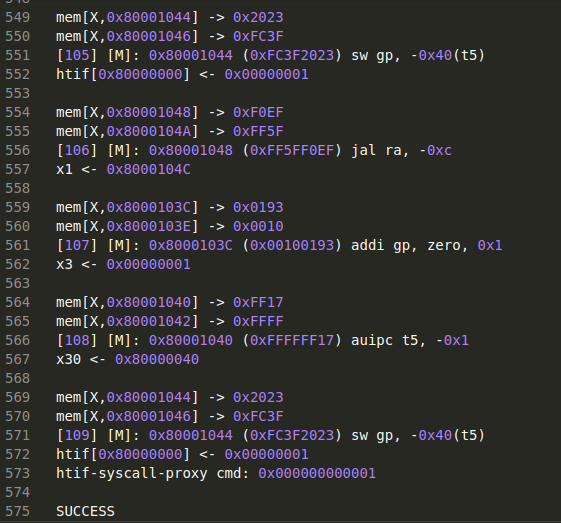 549 mem[X,0x80001044] -> 0x2023
550 mem[X,0x80001046] -> 0xFC3F
551 [105] [M]: 0x80001044 (0xFC3F2023) sw gp, -0x40(t5)
552 htif[0x80000000] <- 0x00000001
553
554 mem[X,0x80001048] -> 0xF0EF
555 mem[X,0x8000104A] -> 0xFF5F
556 [106] [M]: 0x80001048 (0xFF5FF0EF) jal ra, -0xc
557 x1 <- 0x8000104C
558
559 mem[X,0x8000103C] -> 0x0193
560 mem[X,0x8000103E] -> 0x0010
561 [107] [M]: 0x8000103C (0x00100193) addi gp, zero, 0x1
562 x3 <- 0x00000001
563
564 mem[X,0x80001040] -> 0xFF17
565 mem[X,0x80001042] -> 0xFFFF
566 [108] [M]: 0x80001040 (0xFFFFFF17) auipc t5, -0x1
567 x30 <- 0x80000040
568
569 mem[X,0x80001044] -> 0x2023
570 mem[X,0x80001046] -> 0xFC3F
571 [109] [M]: 0x80001044 (0xFC3F2023) sw gp, -0x40(t5)
572 htif[0x80000000] <- 0x00000001
573 htif-syscall-proxy cmd: 0x000000000001
574
575 SUCCESS